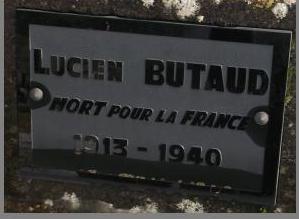 LUCIEN BUTAUD
MORT POUR LA FRANCE
1913 - 1940